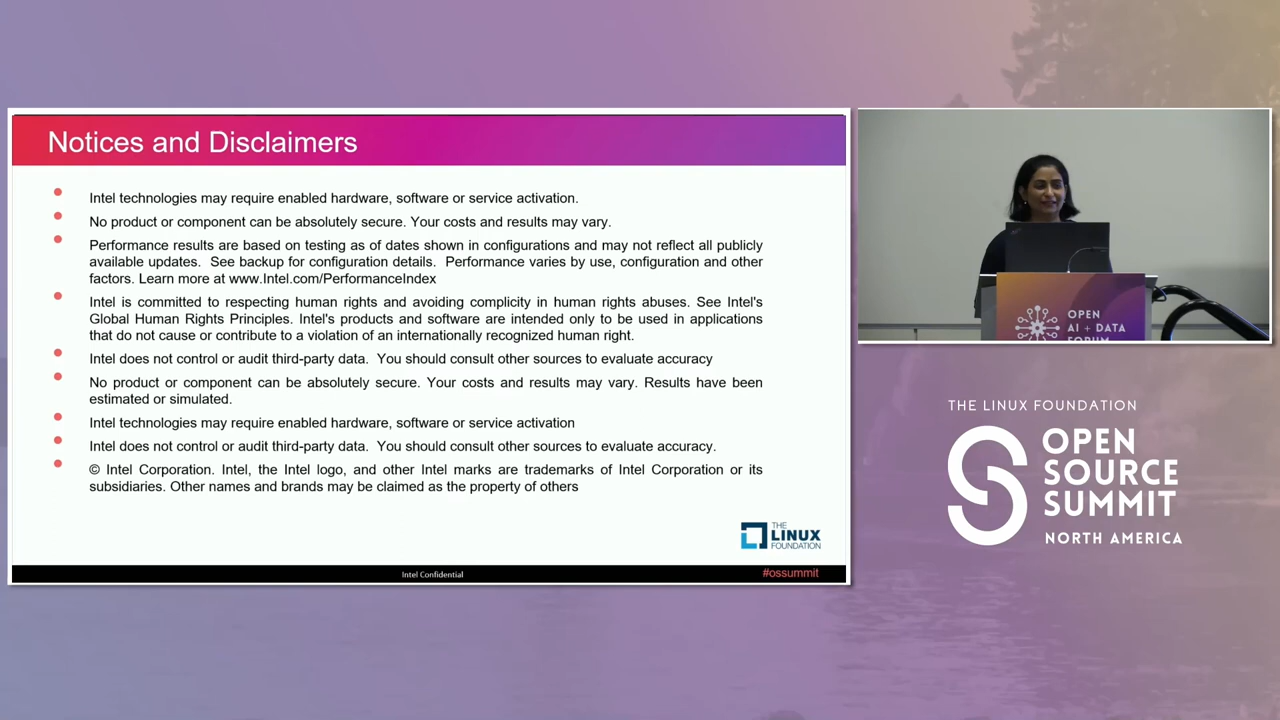 Notices and Disclaimers
Intel technologies may require enabled hardware, software or service activation.
No product or component can be absolutely secure. Your costs and results may vary.
Performance results are based on testing as of dates shown in configurations and may not reflect all publicly
available updates. See backup for configuration details. Performance varies by use, configuration and other
factors. Learn more at www.Intel.com/PerformanceIndex
Intel is committed to respecting human rights and avoiding complicity in human rights abuses. See Intel's
Global Human Rights Principles. Intel's products and software are intended only to be used in applications
that do not cause or contribute to a violation of an internationally recognized human right.
Intel does not control or audit third-party data. You should consult other sources to evaluate accuracy
No product or component can be absolutely secure. Your costs and results may vary. Results have been
estimated or simulated.
Intel technologies may require enabled hardware, software or service activation
Intel does not control or audit third-party data. You should consult other sources to evaluate accuracy.
© Intel Corporation. Intel, the Intel logo, and other Intel marks are trademarks of Intel Corporation or its
subsidiaries. Other names and brands may be claimed as the property of others
THE
LINUX
FOUNDATION
Intel Confidential
#ossummit
OPEN
AI + DATA
FORUM
THE LINUX FOUNDATION
OPEN
SOURCE
SUMMIT
NORTH AMERICA